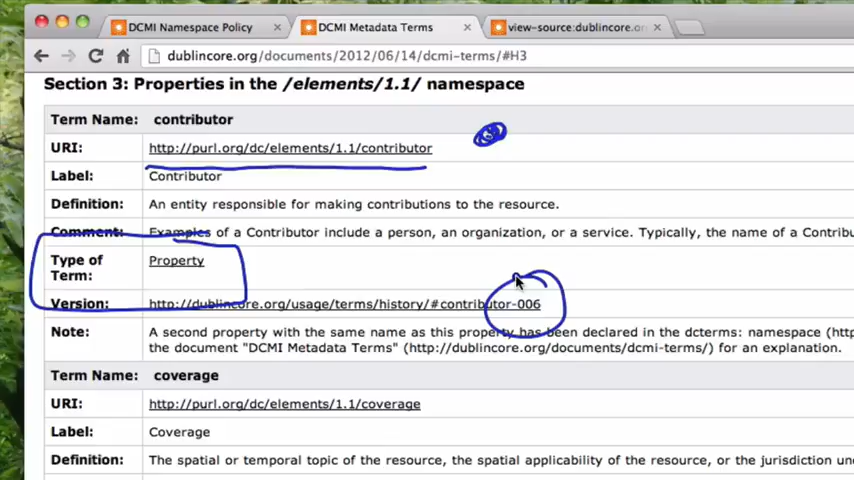 DCMI Namespace Policy
DCMI Metadata Terms
view-source:dublincore.org/
dublincore.org/documents/2012/06/14/dcmi-terms/#H3
Section 3: Properties in the /elements/1.1/ namespace
Term Name: contributor
URI: http://purl.org/dc/elements/1.1/contributor
Label: Contributor
Definition: An entity responsible for making contributions to the resource.
Comment: Examples of a Contributor include a person, an organization, or a service. Typically, the name of a Contribu
Type of Property
Term:
Version: http://dublincore.org/usage/terms/history/#contributor-006
Note: A second property with the same name as this property has been declared in the dcterms: namespace (http
the document "DCMI Metadata Terms" (http://dublincore.org/documents/dcmi-terms/) for an explanation.
Term Name: coverage
URI: http://purl.org/dc/elements/1.1/coverage
Label: Coverage
Definition: The spatial or temporal topic of the resource, the spatial applicability of the resource, or the jurisdiction un